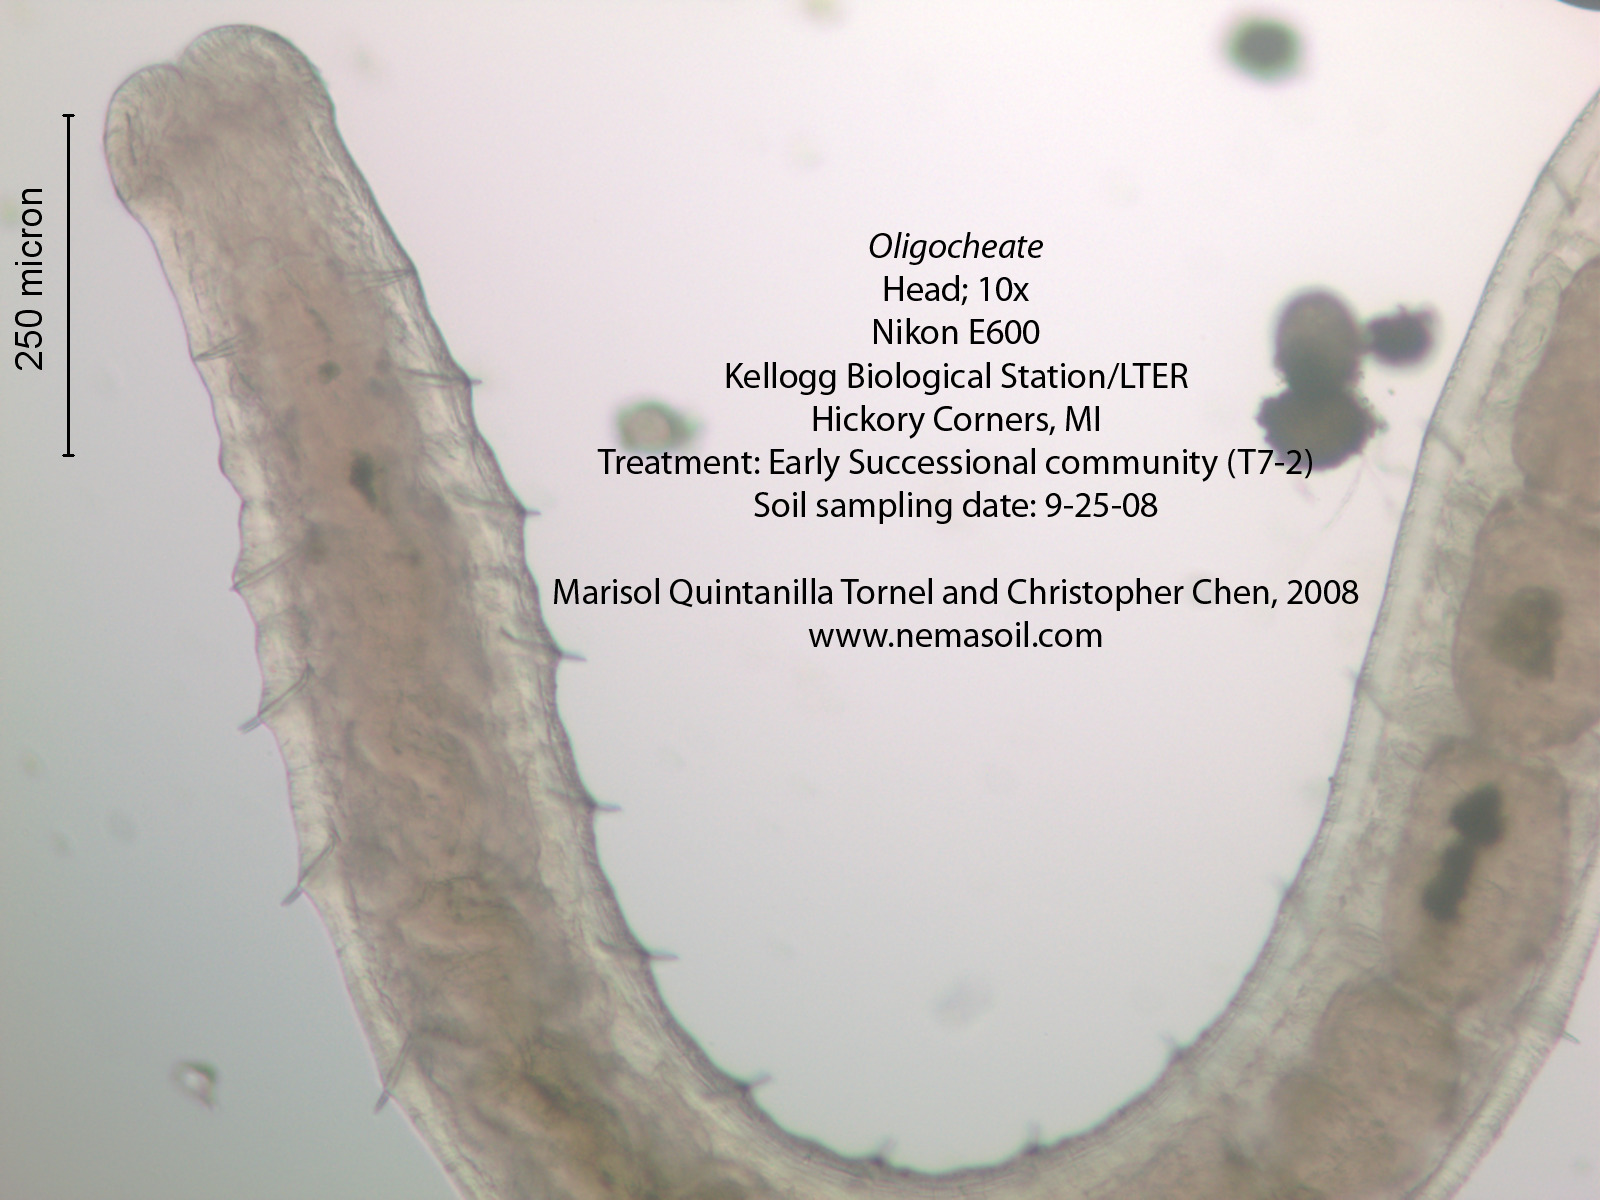 250 micron
Oligocheate
Head; 10x
Nikon E600
Kellogg Biological Station/LTER
Hickory Corners, MI
Treatment: Early Successional community (T7-2)
Soil sampling date: 9-25-08
Marisol Quintanilla Tornel and Christopher Chen, 2008
www.nemasoil.com